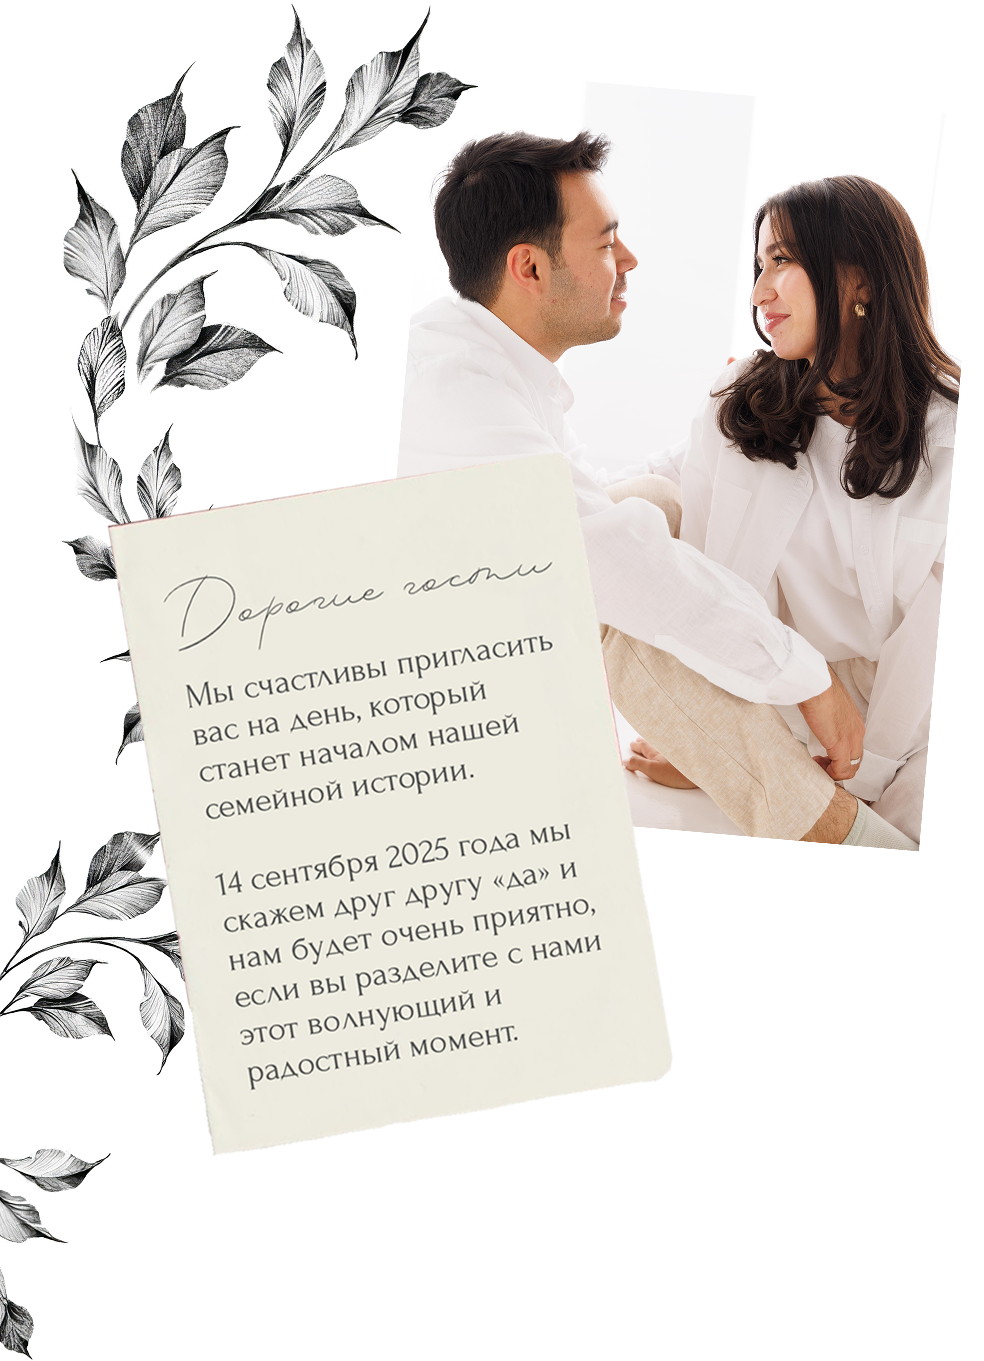 Дорогие гости
Мы счастливы пригласить
вас на день, который
станет началом нашей
семейной истории.
14 сентября 2025 года мы
скажем друг другу «да» и
нам будет очень приятно,
если вы разделите с нами
этот волнующий и
радостный момент.